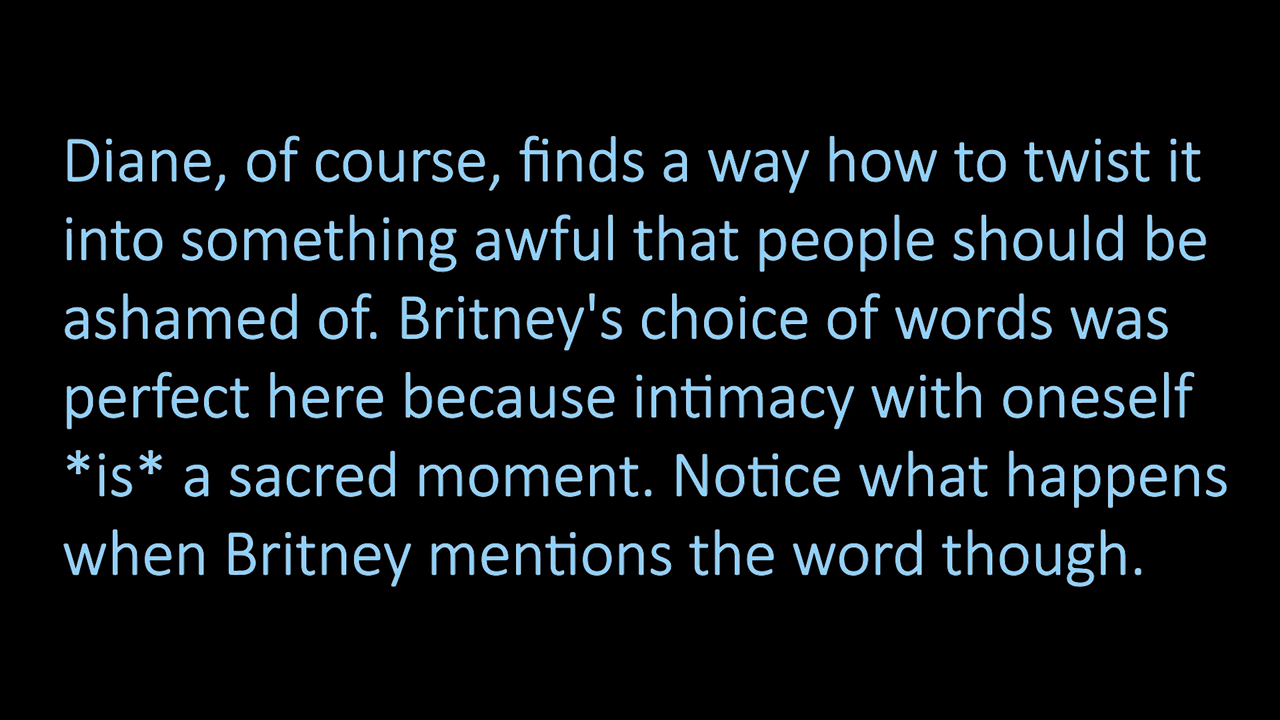 Diane, of course, finds a way how to twist it
into something awful that people should be
ashamed of. Britney's choice of words was
perfect here because intimacy with oneself
*is* a sacred moment. Notice what happens
when Britney mentions the word though.